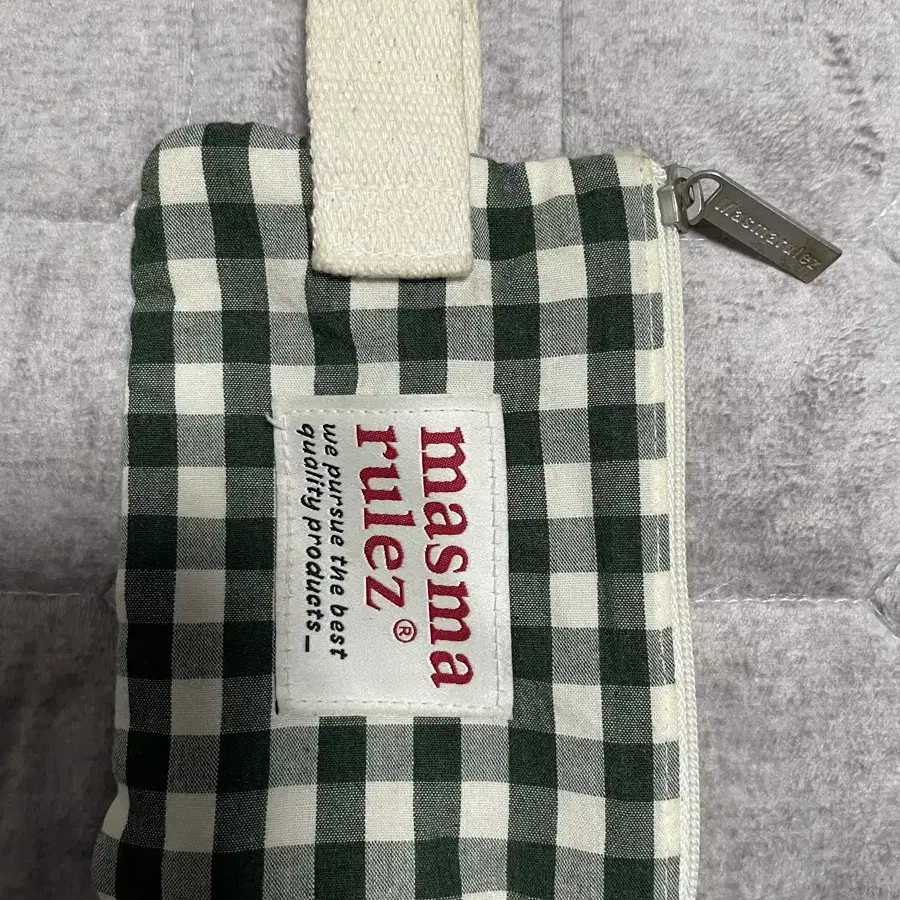 masma
rulez®
we pursue the best
quality products_
Masmarulez